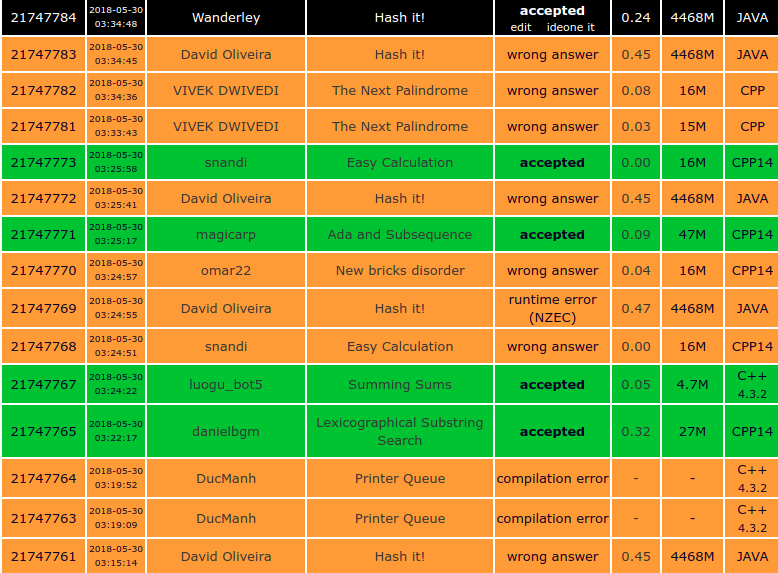 21747784 2018-05-30 03:34:48 Wanderley Hash it! accepted edit ideone it 0.24 4468M JAVA
21747783 2018-05-30 03:34:45 David Oliveira Hash it! wrong answer 0.45 4468M JAVA
21747782 2018-05-30 03:34:36 VIVEK DWIVEDI The Next Palindrome wrong answer 0.08 16M CPP
21747781 2018-05-30 03:33:43 VIVEK DWIVEDI The Next Palindrome wrong answer 0.03 15M CPP
21747773 2018-05-30 03:25:58 snandi Easy Calculation accepted 0.00 16M CPP14
21747772 2018-05-30 03:25:41 David Oliveira Hash it! wrong answer 0.45 4468M JAVA
21747771 2018-05-30 03:25:17 magicarp Ada and Subsequence accepted 0.09 47M CPP14
21747770 2018-05-30 03:24:57 omar22 New bricks disorder wrong answer 0.04 16M CPP14
21747769 2018-05-30 03:24:55 David Oliveira Hash it! runtime error (NZEC) 0.47 4468M JAVA
21747768 2018-05-30 03:24:51 snandi Easy Calculation wrong answer 0.00 16M CPP14
21747767 2018-05-30 03:24:22 luogu_bot5 Summing Sums accepted 0.05 4.7M C++ 4.3.2
21747765 2018-05-30 03:22:17 danielbgm Lexicographical Substring Search accepted 0.32 27M CPP14
21747764 2018-05-30 03:19:52 DucManh Printer Queue compilation error - - C++ 4.3.2
21747763 2018-05-30 03:19:09 DucManh Printer Queue compilation error - - C++ 4.3.2
21747761 2018-05-30 03:15:14 David Oliveira Hash it! wrong answer 0.45 4468M JAVA